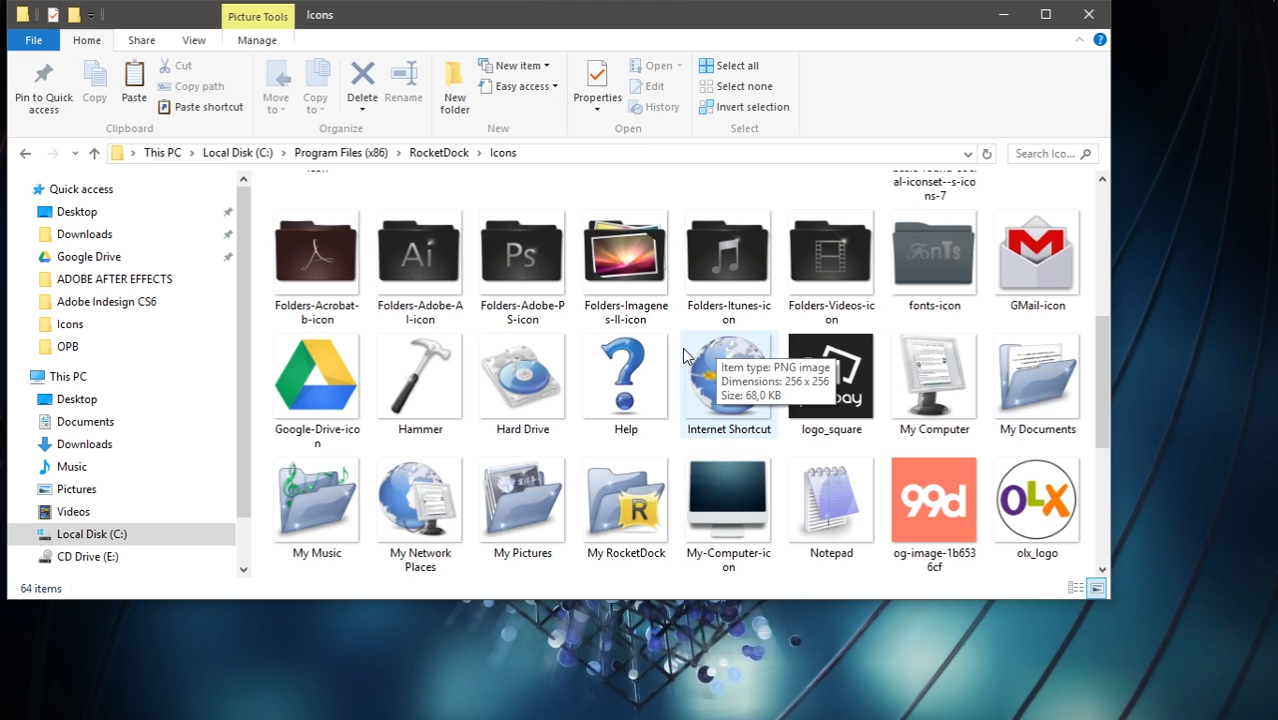 Picture Tools
Icons
File
Home
Share
View
Manage
Pin to Quick
access
Copy
Paste
Cut
Copy path
Paste shortcut
Move
to
Copy
to
Delete
Rename
New
folder
New item
Easy access
Properties
Open
Edit
History
Select all
Select none
Invert selection
Clipboard
Organize
New
Open
Select
This PC
Local Disk (C:)
Program Files (x86)
RocketDock
Icons
Search Ico...
Quick access
Desktop
Downloads
Google Drive
ADOBE AFTER EFFECTS
Adobe Indesign CS6
Icons
OPB
This PC
Desktop
Documents
Downloads
Music
Pictures
Videos
Local Disk (C:)
CD Drive (E:)
al-iconset--s-ico
ns-7
Ai
Ps
FonTs
M
Folders-Acrobat-
b-icon
Folders-Adobe-A
I-icon
Folders-Adobe-P
S-icon
Folders-Imagene
s-II-icon
Folders-Itunes-ic
on
Folders-Videos-ic
on
fonts-icon
GMail-icon
?
Item type: PNG image
Dimensions: 256 x 256
Size: 68,0 KB
Google-Drive-ico
n
Hammer
Hard Drive
Help
Internet Shortcut
logo_square
My Computer
My Documents
R
99d
OLX
My Music
My Network
Places
My Pictures
My RocketDock
My-Computer-ic
on
Notepad
og-image-1b653
6cf
olx_logo
64 items